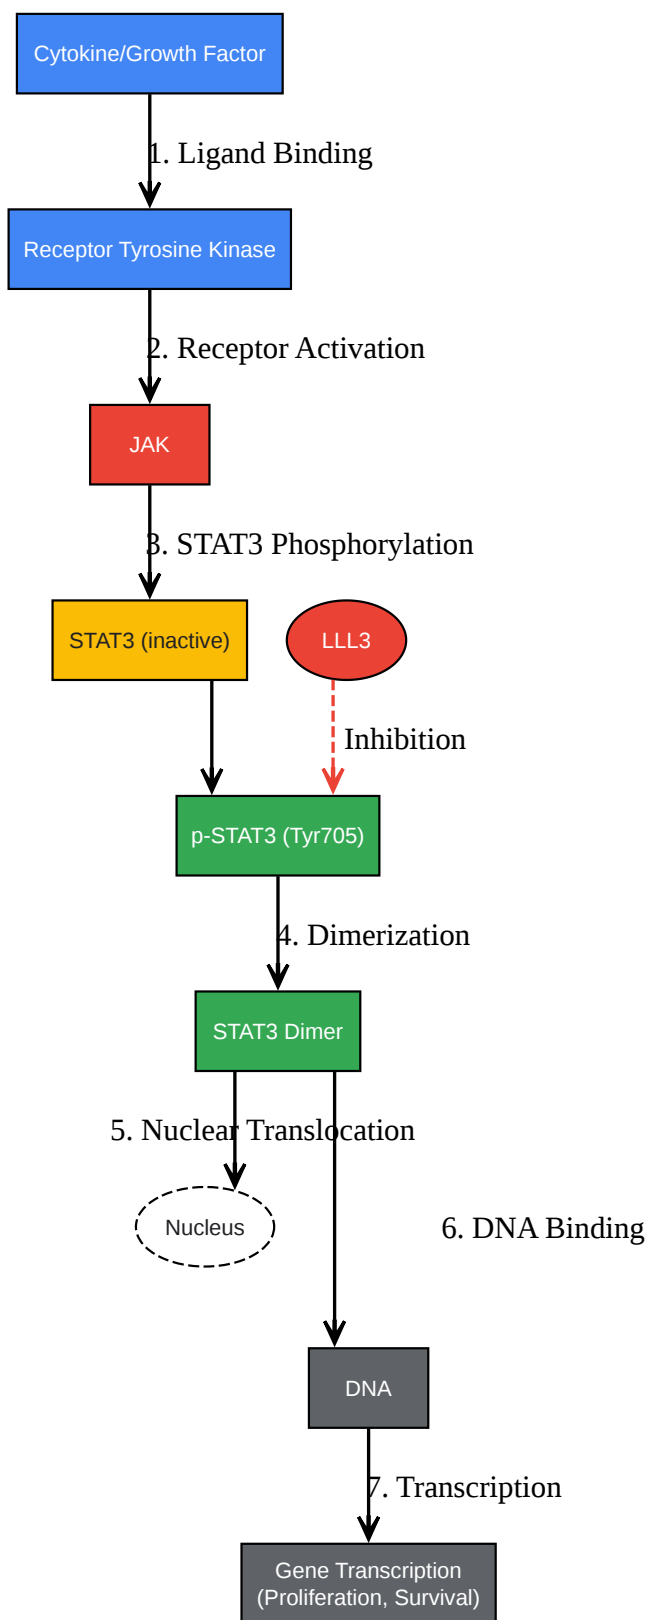 Cytokine/Growth Factor
1. Ligand Binding
Receptor Tyrosine Kinase
2. Receptor Activation
JAK
3. STAT3 Phosphorylation
STAT3 (inactive)
LLL3
Inhibition
p-STAT3 (Tyr705)
4. Dimerization
STAT3 Dimer
5. Nuclear Translocation
Nucleus
6. DNA Binding
DNA
7. Transcription
Gene Transcription
(Proliferation, Survival)